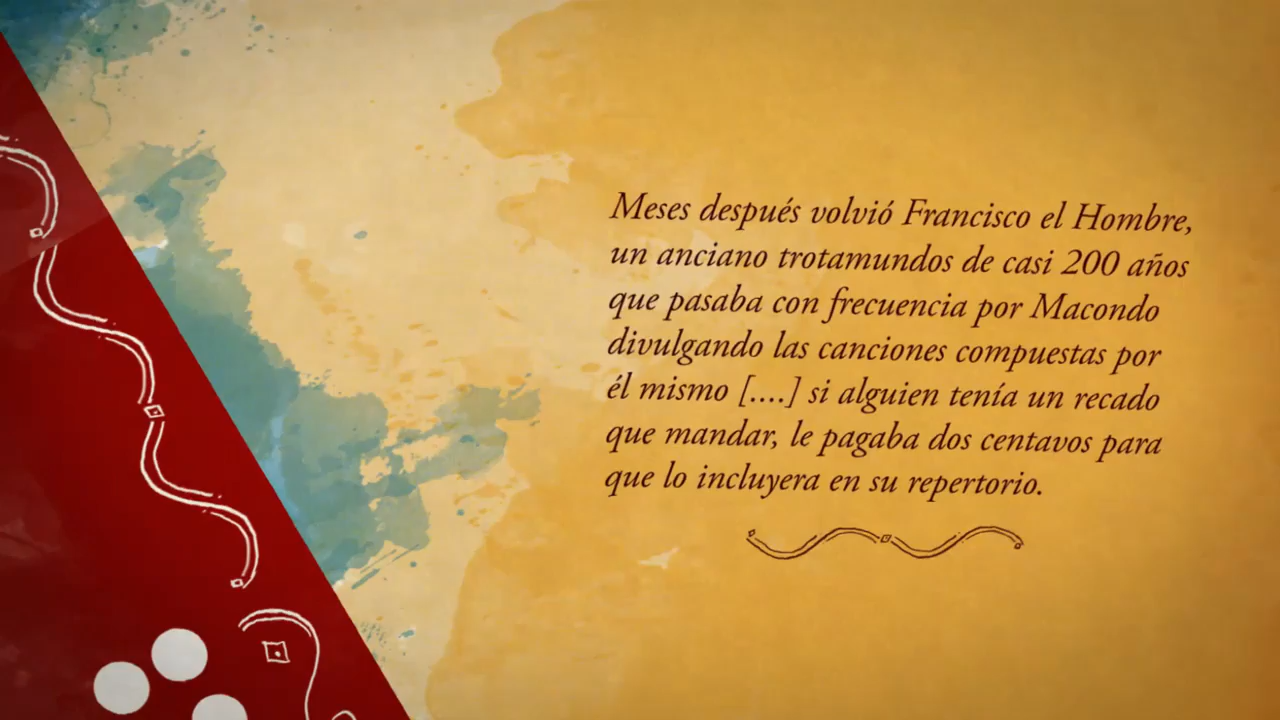 Meses después volvió Francisco el Hombre,
un anciano trotamundos de casi 200 años
que pasaba con frecuencia por Macondo
divulgando las canciones compuestas por
él mismo [....] si alguien tenía un recado
que mandar, le pagaba dos centavos para
que lo incluyera en su repertorio.